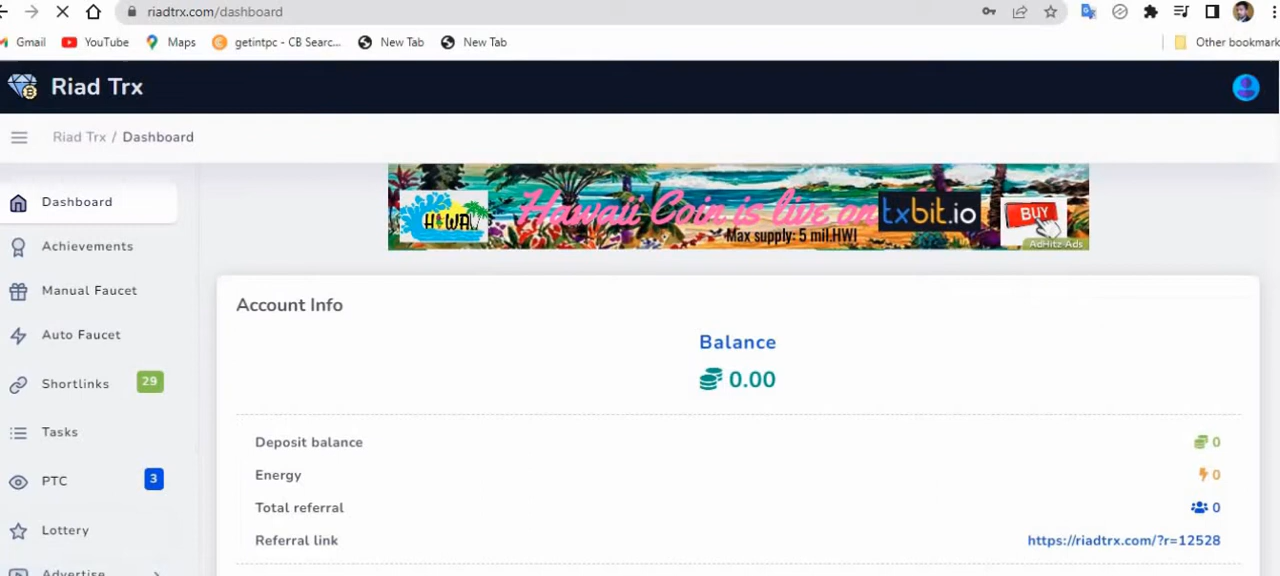 riadtrx.com/dashboard
Gmail YouTube Maps getintpc - CB Searc... New Tab New Tab Other bookmark
Riad Trx
Riad Trx / Dashboard
HAWAII
Hawaii Coin is live on txbit.io BUY
Max supply: 5 mil.HWI
AdHitz Ads
Dashboard
Achievements
Manual Faucet
Auto Faucet
Shortlinks 29
Tasks
PTC 3
Lottery
Advertise
Account Info
Balance
0.00
Deposit balance 0
Energy 0
Total referral 0
Referral link https://riadtrx.com/?r=12528